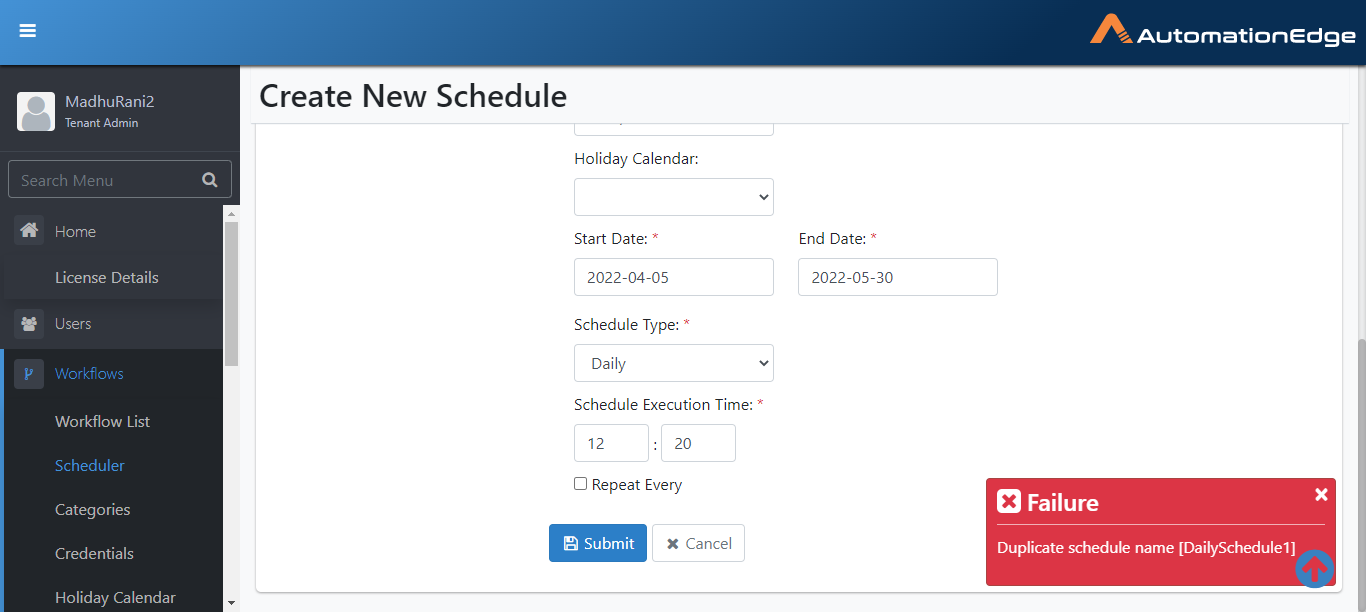 AutomationEdge
MadhuRani2
Tenant Admin
Search Menu
Home
License Details
Users
Workflows
Workflow List
Scheduler
Categories
Credentials
Holiday Calendar
Create New Schedule
Holiday Calendar:
Start Date: * End Date: *
2022-04-05 2022-05-30
Schedule Type: *
Daily
Schedule Execution Time: *
12 : 20
Repeat Every
Submit Cancel
Failure
Duplicate schedule name [DailySchedule1]